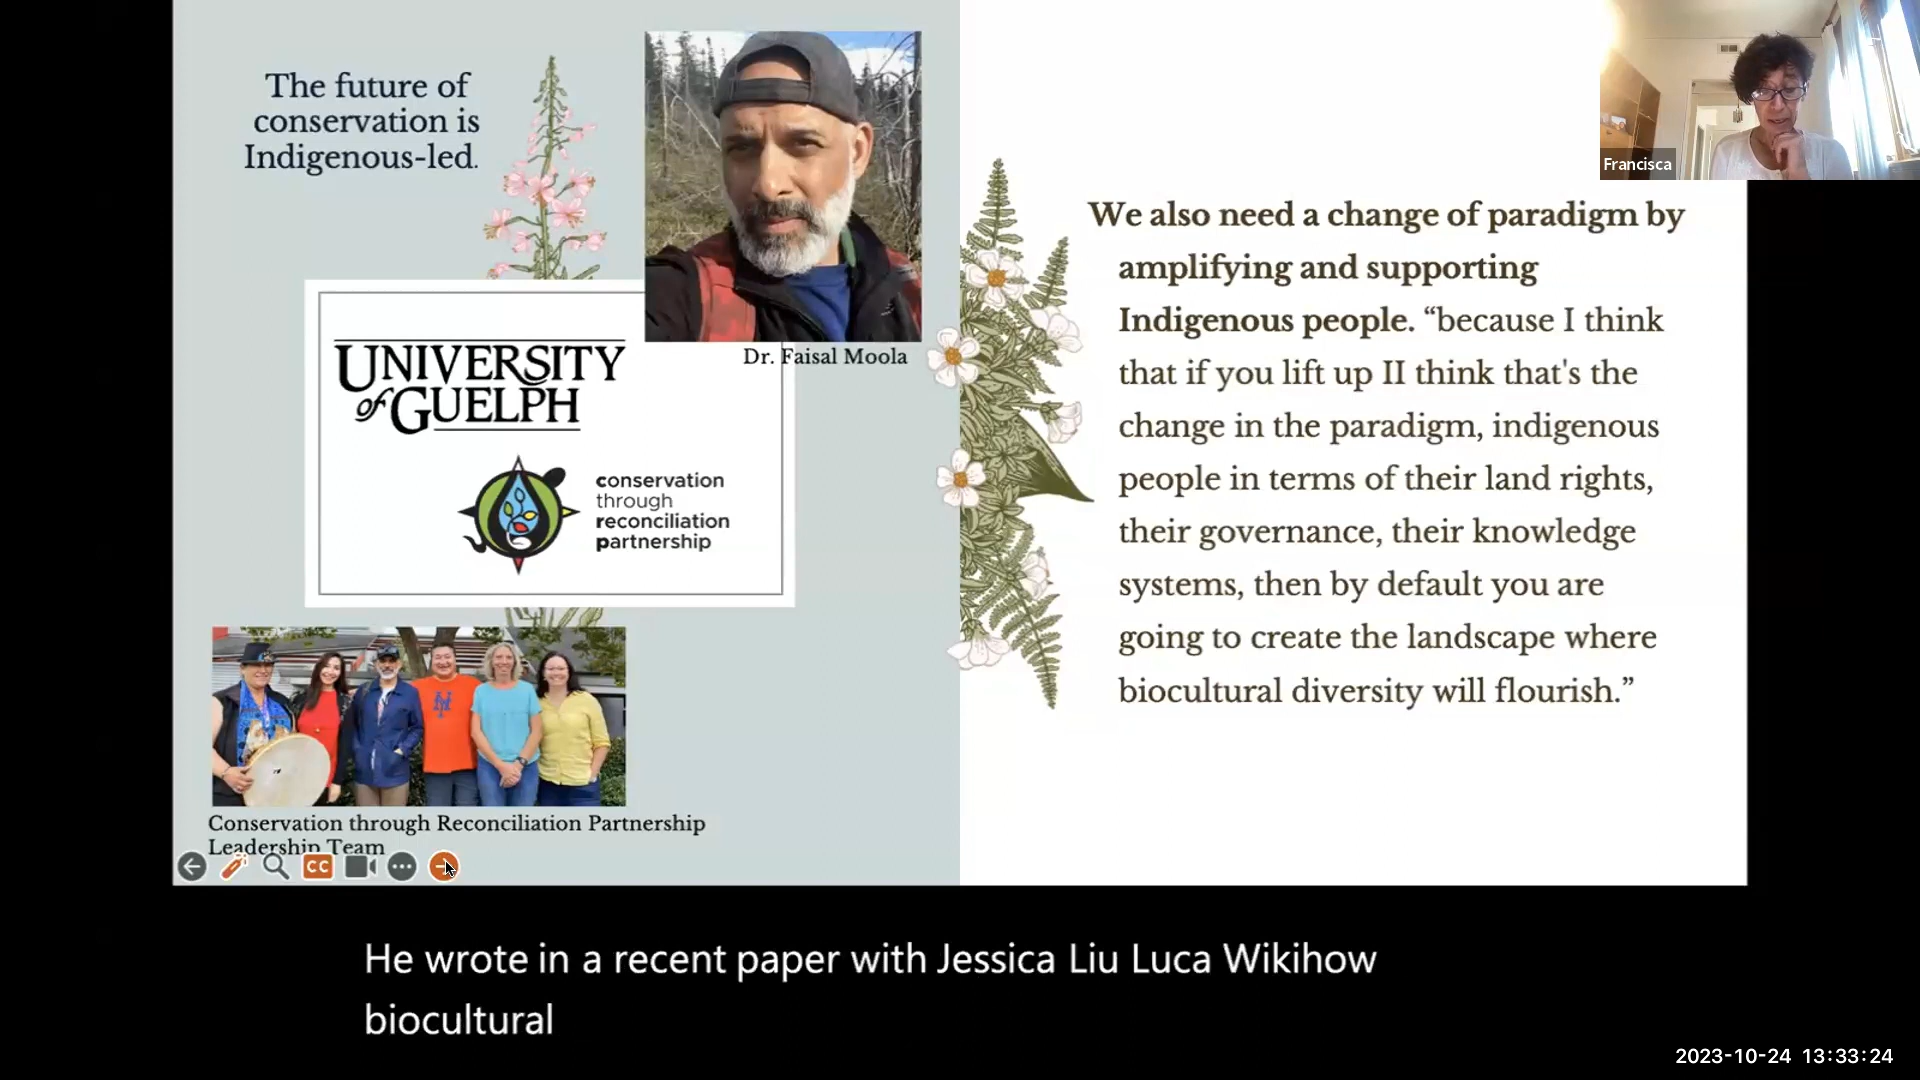 The future of
conservation is
Indigenous-led.
Dr. Faisal Moola
UNIVERSITY
of GUELPH
conservation
through
reconciliation
partnership
Conservation through Reconciliation Partnership
Leadership Team
CC
Francisca
We also need a change of paradigm by
amplifying and supporting
Indigenous people. “because I think
that if you lift up II think that's the
change in the paradigm, indigenous
people in terms of their land rights,
their governance, their knowledge
systems, then by default you are
going to create the landscape where
biocultural diversity will flourish.”
He wrote in a recent paper with Jessica Liu Luca Wikihow
biocultural
2023-10-24 13:33:24